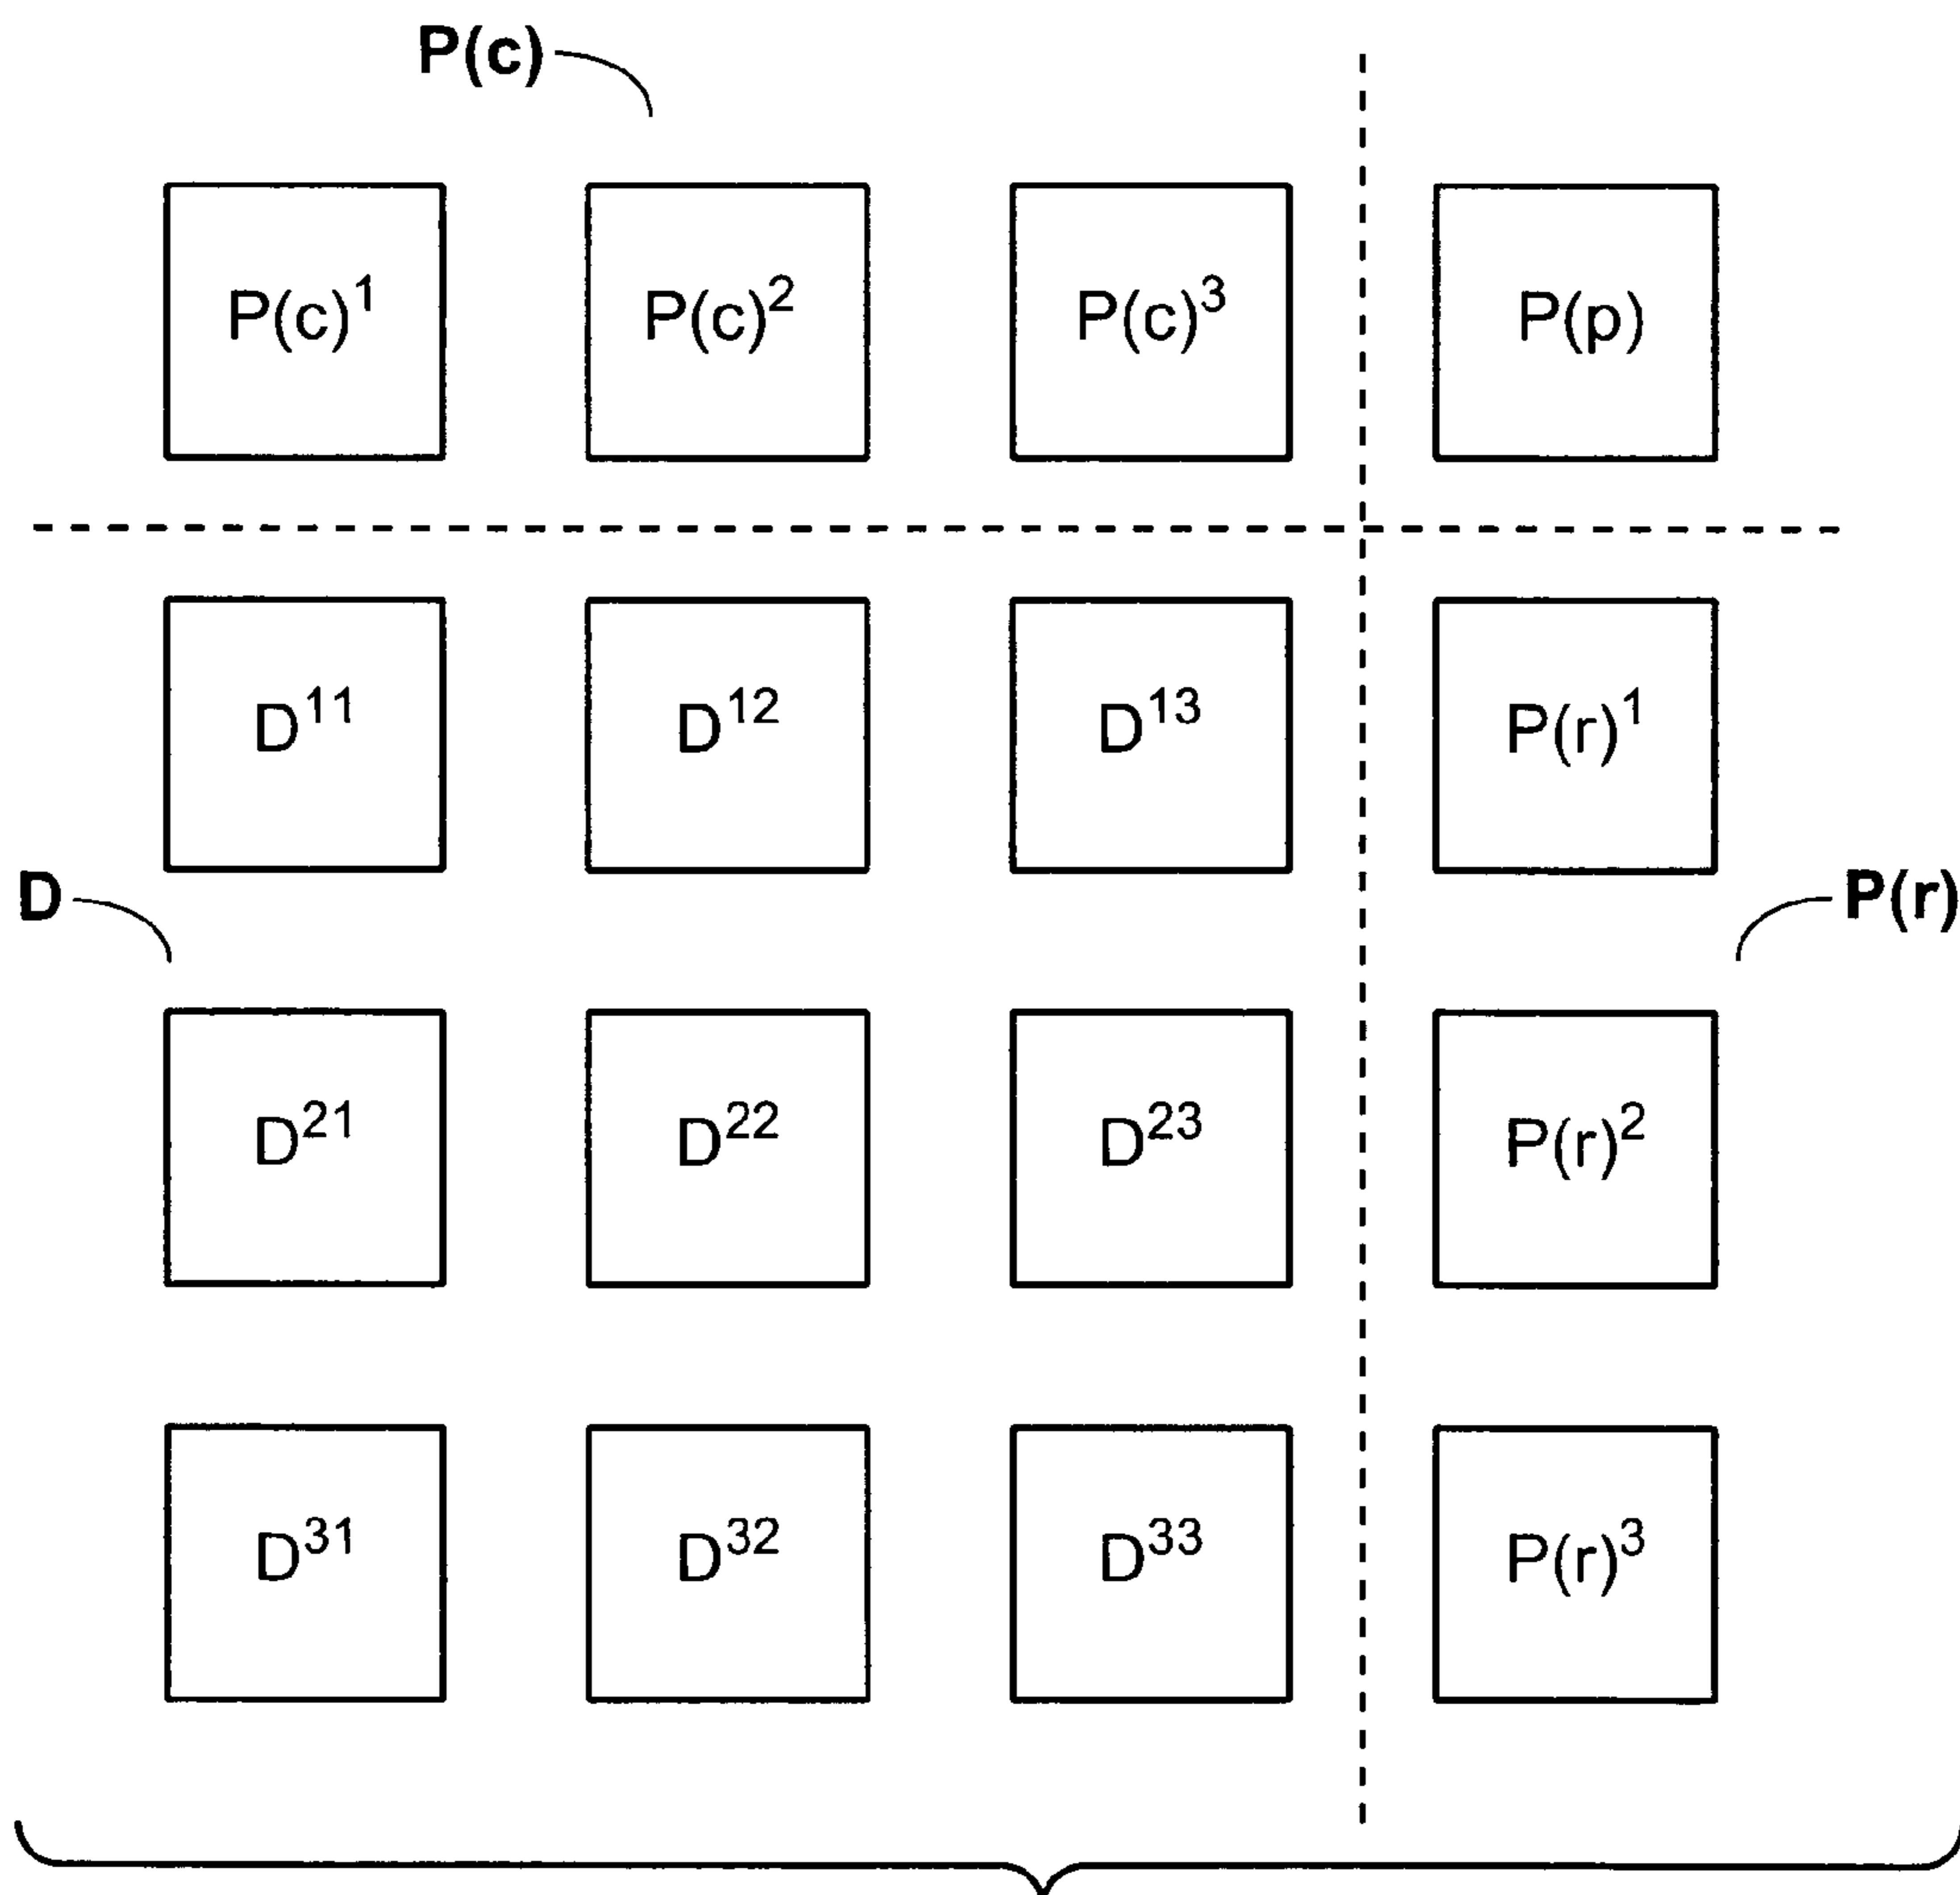 P(c)
P(c)¹ P(c)² P(c)³ P(p)
D¹¹ D¹² D¹³ P(r)¹
D P(r)
D²¹ D²² D²³ P(r)²
D³¹ D³² D³³ P(r)³